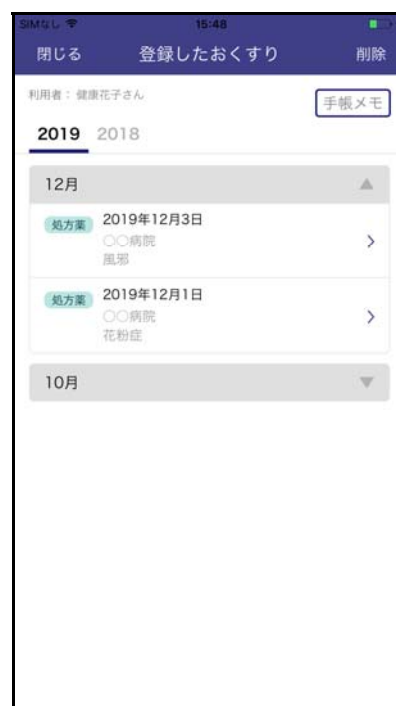 SIMなし 15:48
閉じる 登録したおくすり 削除
利用者： 健康花子さん
手帳メモ
2019 2018
12月
処方薬 2019年12月3日
〇〇病院
風邪
処方薬 2019年12月1日
〇〇病院
花粉症
10月